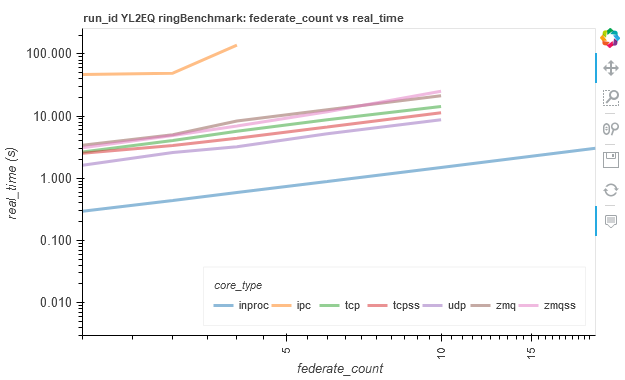 run_id YL2EQ ringBenchmark: federate_count vs real_time
100.000
10.000
1.000
0.100
0.010
real_time (s)
core_type
inproc ipc tcp tcpss udp zmq zmqss
5 10 15
federate_count